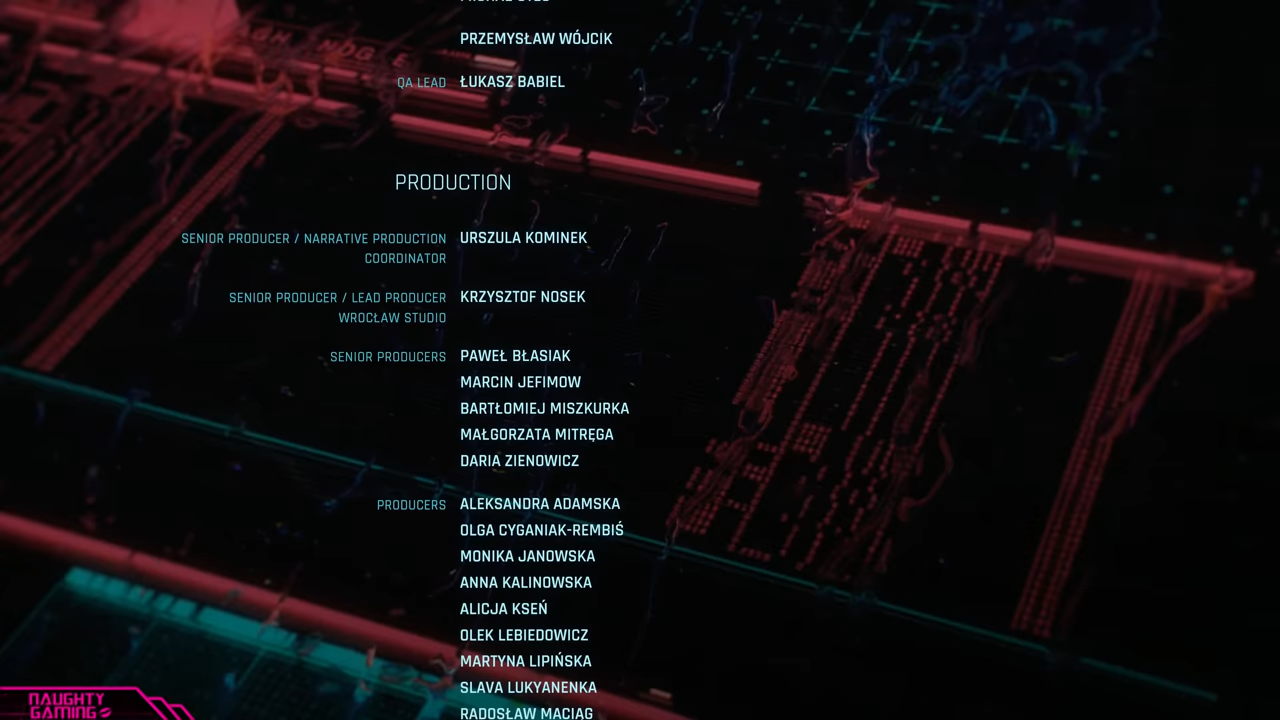 PRZEMYSŁAW WÓJCIK
QA LEAD ŁUKASZ BABIEL
PRODUCTION
SENIOR PRODUCER / NARRATIVE PRODUCTION URSZULA KOMINEK
COORDINATOR
SENIOR PRODUCER / LEAD PRODUCER KRZYSZTOF NOSEK
WROCŁAW STUDIO
SENIOR PRODUCERS PAWEŁ BŁASIAK
MARCIN JEFIMOW
BARTŁOMIEJ MISZKURKA
MAŁGORZATA MITRĘGA
DARIA ZIENOWICZ
PRODUCERS ALEKSANDRA ADAMSKA
OLGA CYGANIAK-REMBIŚ
MONIKA JANOWSKA
ANNA KALINOWSKA
ALICJA KSEŃ
OLEK LEBIEDOWICZ
MARTYNA LIPIŃSKA
SLAVA LUKYANENKA
RADOSŁAW MACIĄG
NAUGHTY
GAMING